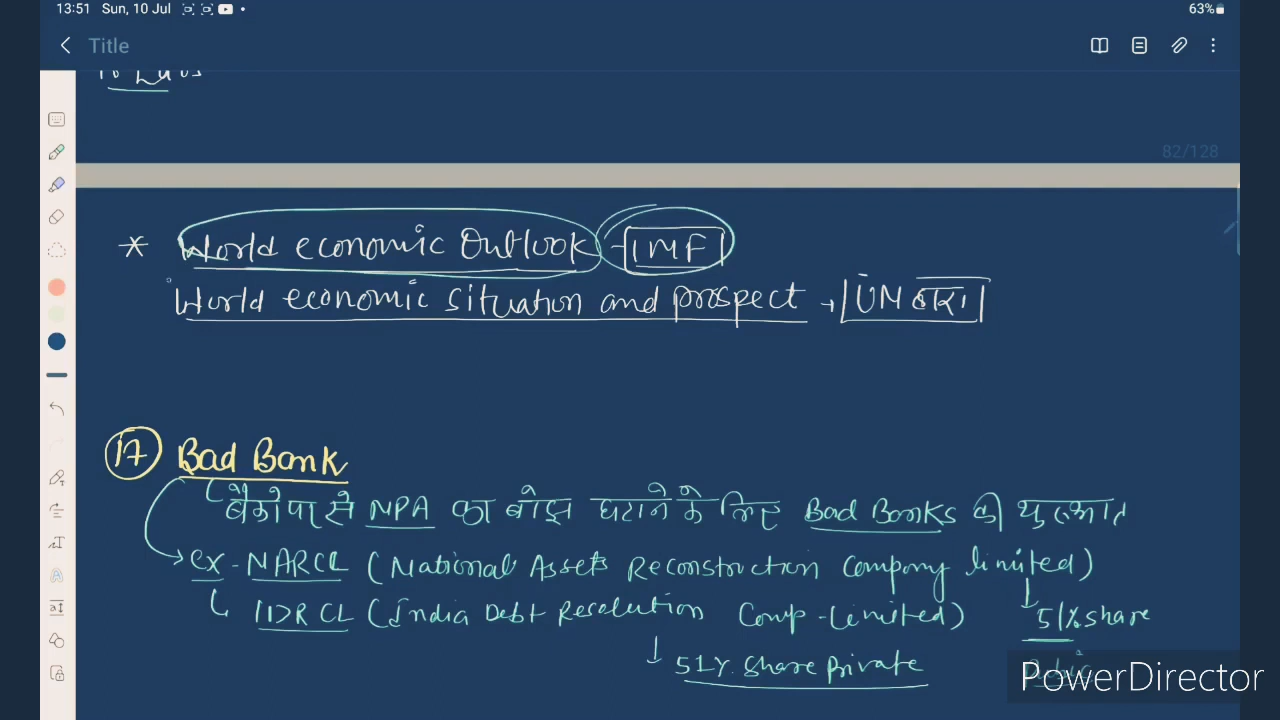 13:51 Sun, 10 Jul 63%
Title
82/128
* World economic Outlook - IMF
World economic situation and prospect → UN द्वारा
17 Bad Bank
बैंको पर से NPA का बोझ घटाने के लिए Bad Banks की शुरुआत
ex - NARCL (National Assets Reconstruction Company limited)
IDRCL (India Debt Resolution Comp - Limited) 51% share
51%. Share Private
PowerDirector